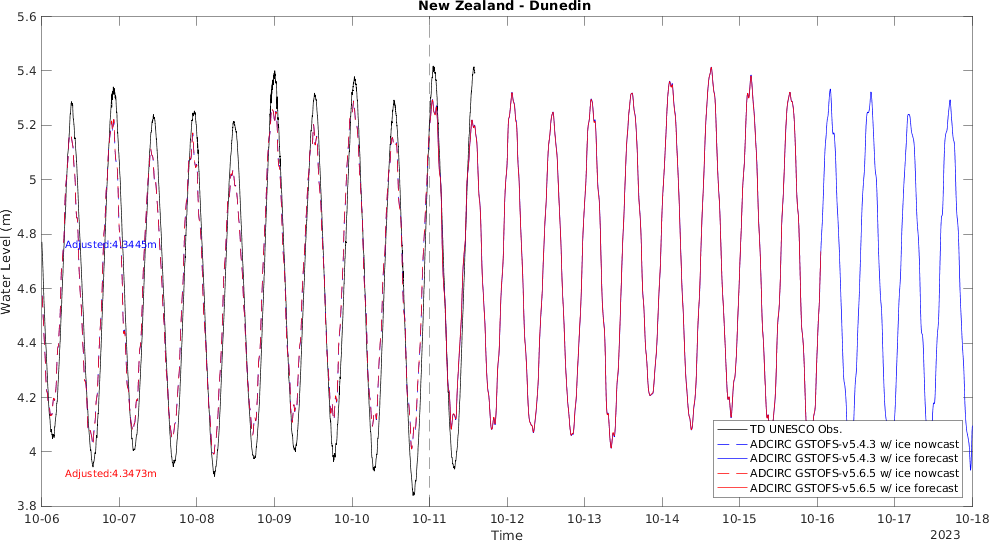 New Zealand - Dunedin
5.6
5.4
5.2
5
4.8
4.6
4.4
4.2
4
3.8
Water Level (m)
Adjusted:4.3445m
Adjusted:4.3473m
TD UNESCO Obs.
ADCIRC GSTOFS-v5.4.3 w/ ice nowcast
ADCIRC GSTOFS-v5.4.3 w/ ice forecast
ADCIRC GSTOFS-v5.6.5 w/ ice nowcast
ADCIRC GSTOFS-v5.6.5 w/ ice forecast
10-06 10-07 10-08 10-09 10-10 10-11 10-12 10-13 10-14 10-15 10-16 10-17 10-18
Time
2023